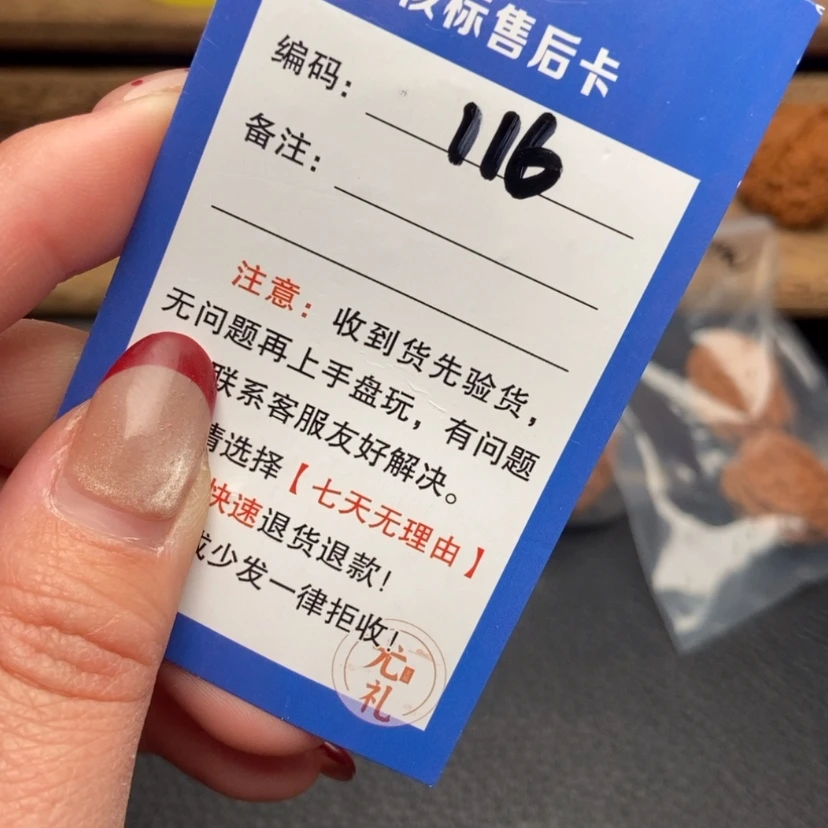 标售后卡
编码： 116
备注：
注意：收到货先验货，
无问题再上手盘玩，有问题
联系客服友好解决。
请选择【七天无理由】
快速退货退款！
或少发一律拒收！
礼